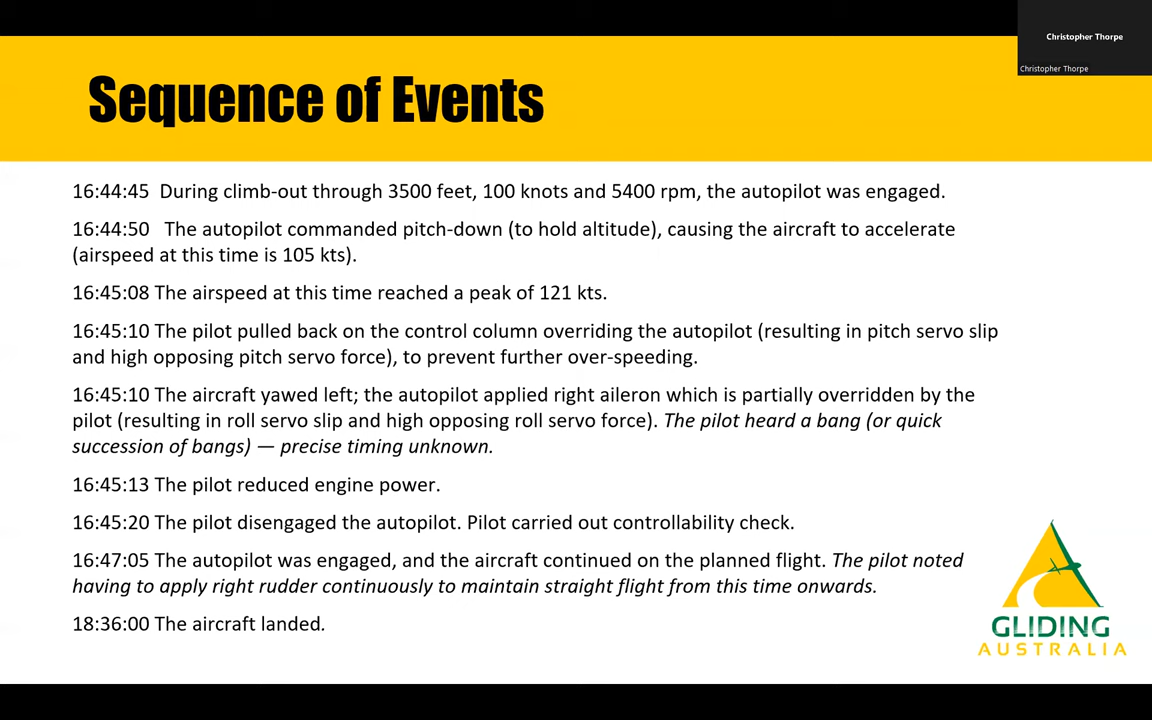 Christopher Thorpe
Christopher Thorpe
Sequence of Events
16:44:45 During climb-out through 3500 feet, 100 knots and 5400 rpm, the autopilot was engaged.
16:44:50 The autopilot commanded pitch-down (to hold altitude), causing the aircraft to accelerate
(airspeed at this time is 105 kts).
16:45:08 The airspeed at this time reached a peak of 121 kts.
16:45:10 The pilot pulled back on the control column overriding the autopilot (resulting in pitch servo slip
and high opposing pitch servo force), to prevent further over-speeding.
16:45:10 The aircraft yawed left; the autopilot applied right aileron which is partially overridden by the
pilot (resulting in roll servo slip and high opposing roll servo force). The pilot heard a bang (or quick
succession of bangs) — precise timing unknown.
16:45:13 The pilot reduced engine power.
16:45:20 The pilot disengaged the autopilot. Pilot carried out controllability check.
16:47:05 The autopilot was engaged, and the aircraft continued on the planned flight. The pilot noted
having to apply right rudder continuously to maintain straight flight from this time onwards.
18:36:00 The aircraft landed.
GLIDING
AUSTRALIA